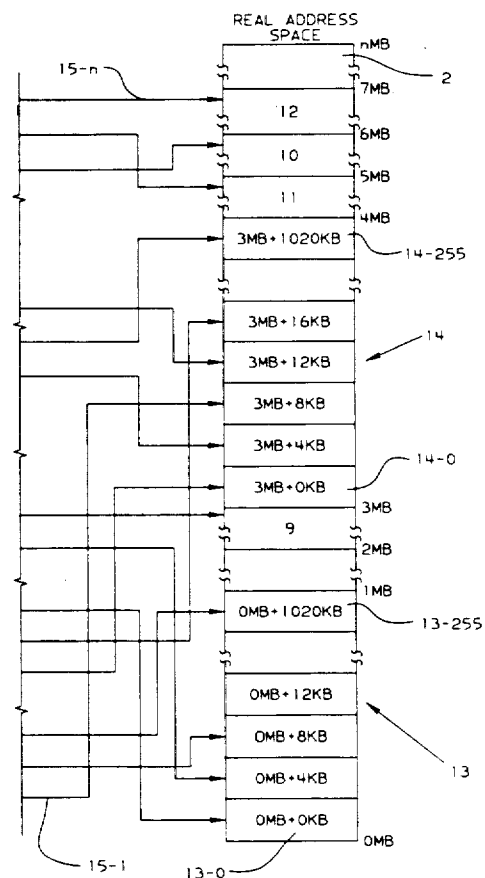 REAL ADDRESS
SPACE
nMB
15-n
2
7MB
12
6MB
10
5MB
11
4MB
3MB+1020KB
14-255
3MB+16KB
14
3MB+12KB
3MB+8KB
3MB+4KB
14-0
3MB+0KB
3MB
9
2MB
1MB
0MB+1020KB
13-255
0MB+12KB
0MB+8KB
13
0MB+4KB
0MB+0KB
0MB
15-1
13-0